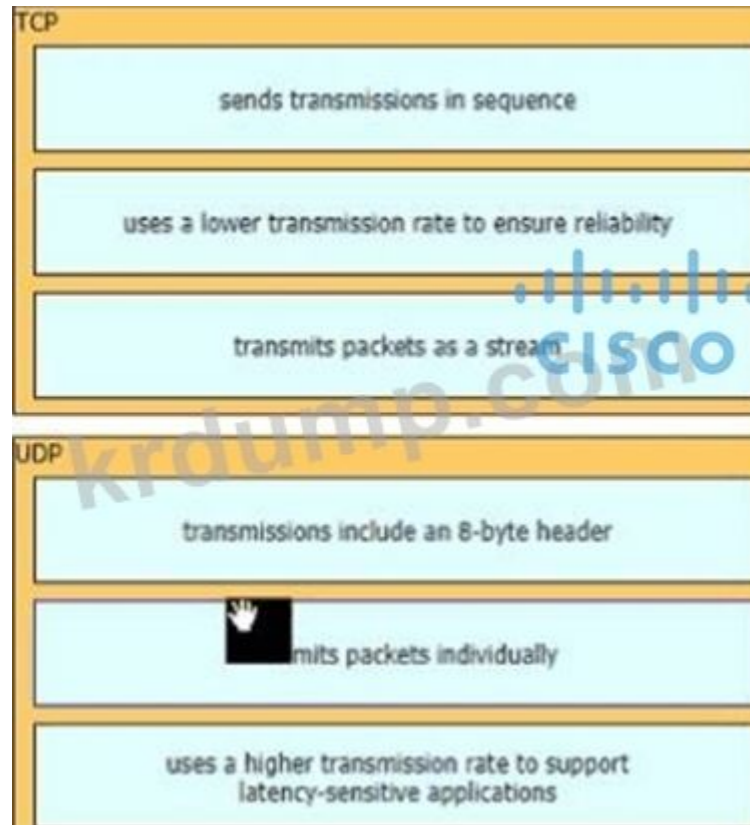 TCP
sends transmissions in sequence
uses a lower transmission rate to ensure reliability
transmits packets as a stream
CISCO
krdump.com
UDP
transmissions include an 8-byte header
mits packets individually
uses a higher transmission rate to support
latency-sensitive applications